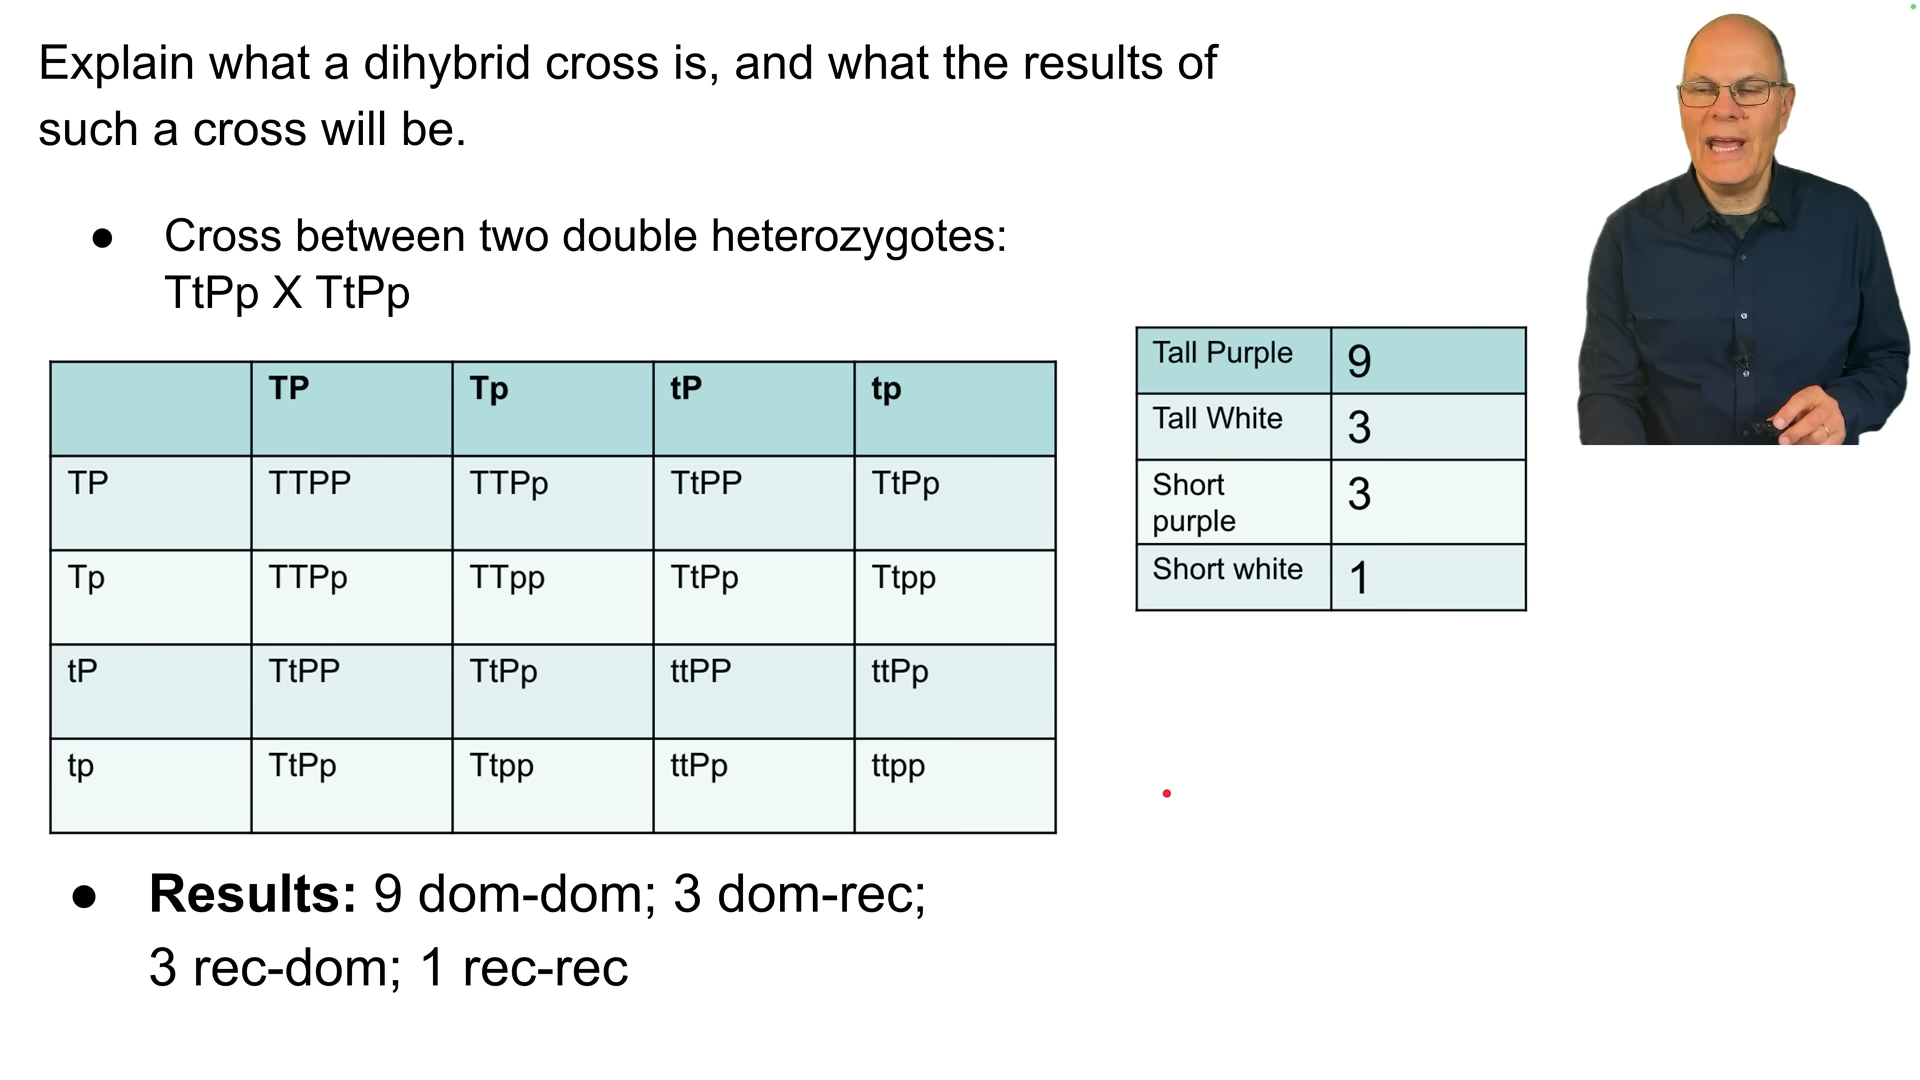 Explain what a dihybrid cross is, and what the results of
such a cross will be.
● Cross between two double heterozygotes:
TtPp X TtPp
TP Tp tP tp
TP TTPP TTPp TtPP TtPp
Tp TTPp TTpp TtPp Ttpp
tP TtPP TtPp ttPP ttPp
tp TtPp Ttpp ttPp ttpp
Tall Purple 9
Tall White 3
Short
purple 3
Short white 1
● Results: 9 dom-dom; 3 dom-rec;
3 rec-dom; 1 rec-rec